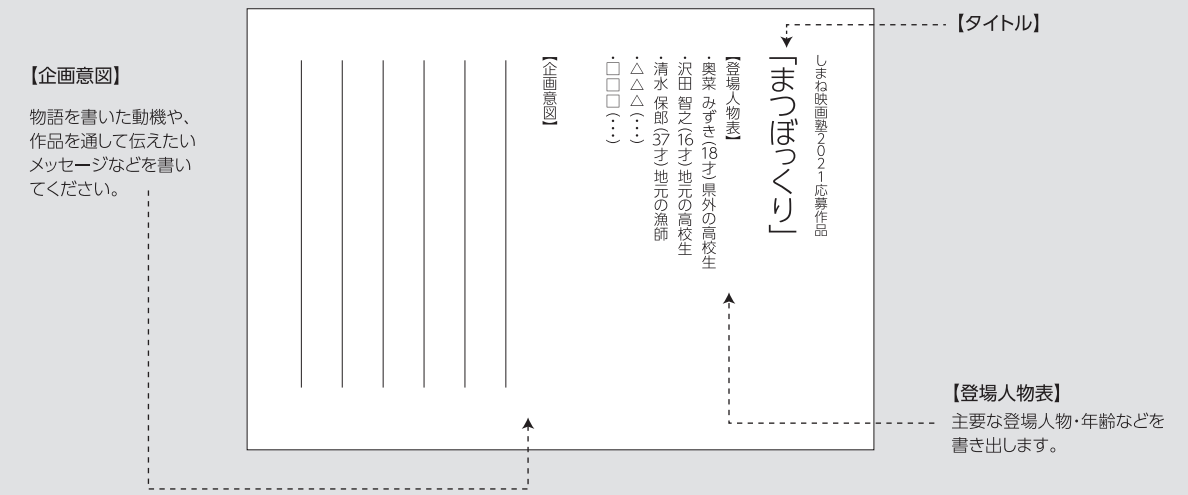 【タイトル】
しまね映画塾2021応募作品
「まつぼっくり」
【登場人物表】
・奥菜 みずき(18才)県外の高校生
・沢田 智之(16才)地元の高校生
・清水 保郎(37才)地元の漁師
・△△△(・・・)
・□□□(・・・)
【企画意図】
【企画意図】
物語を書いた動機や、
作品を通して伝えたい
メッセージなどを書い
てください。
【登場人物表】
主要な登場人物・年齢などを
書き出します。